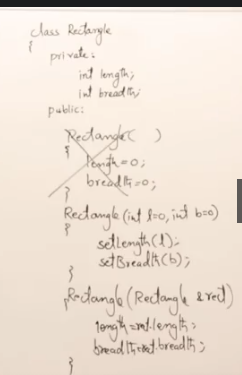 class Rectangle
{
private:
int length;
int breadth;
public:
Rectangle( )
{
length=0;
breadth=0;
}
Rectangle(int l=0,int b=0)
{
setLength(l);
setBreadth(b);
}
Rectangle(Rectangle &rect)
length=rect.length;
breadth=rect.breadth;
}